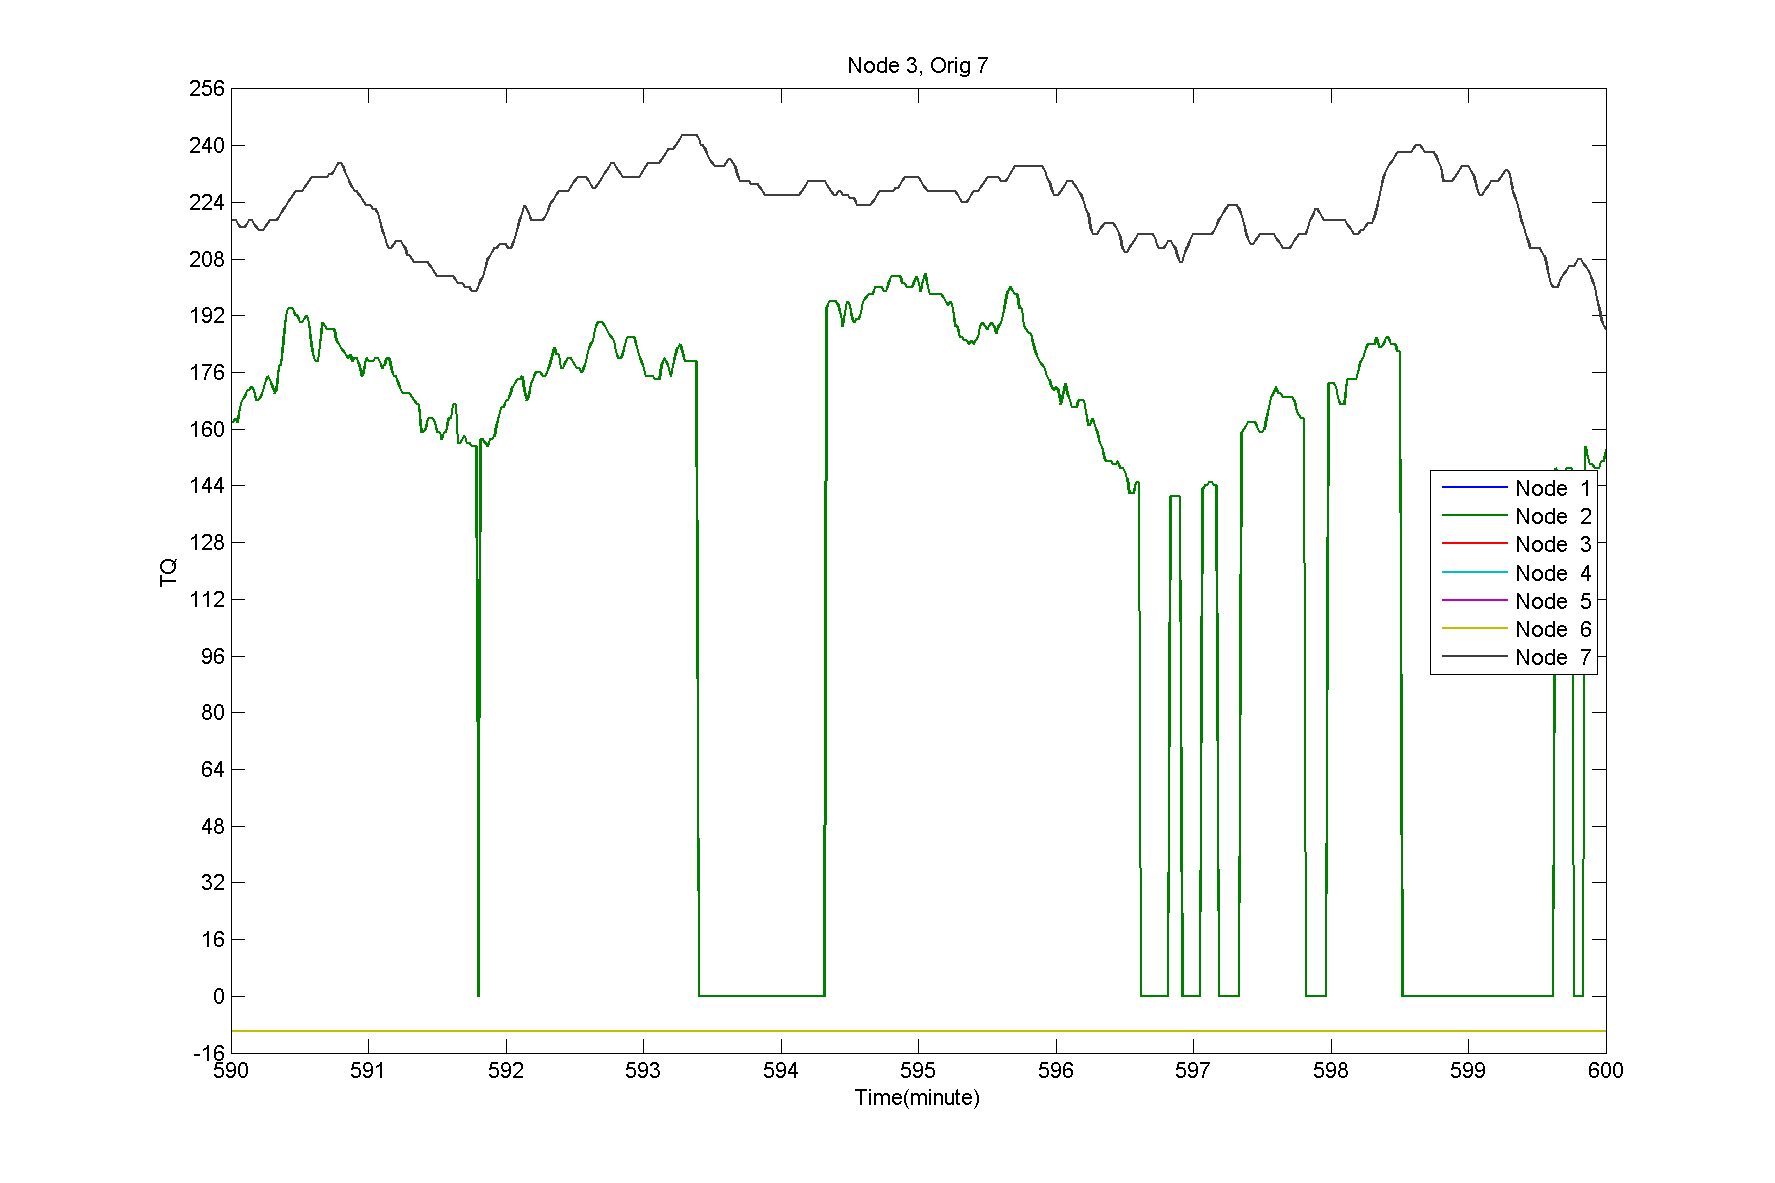 Node 3, Orig 7
256
240
224
208
192
176
160
144
128
112
96
80
64
48
32
16
0
-16
TQ
Node 1
Node 2
Node 3
Node 4
Node 5
Node 6
Node 7
590 591 592 593 594 595 596 597 598 599 600
Time(minute)